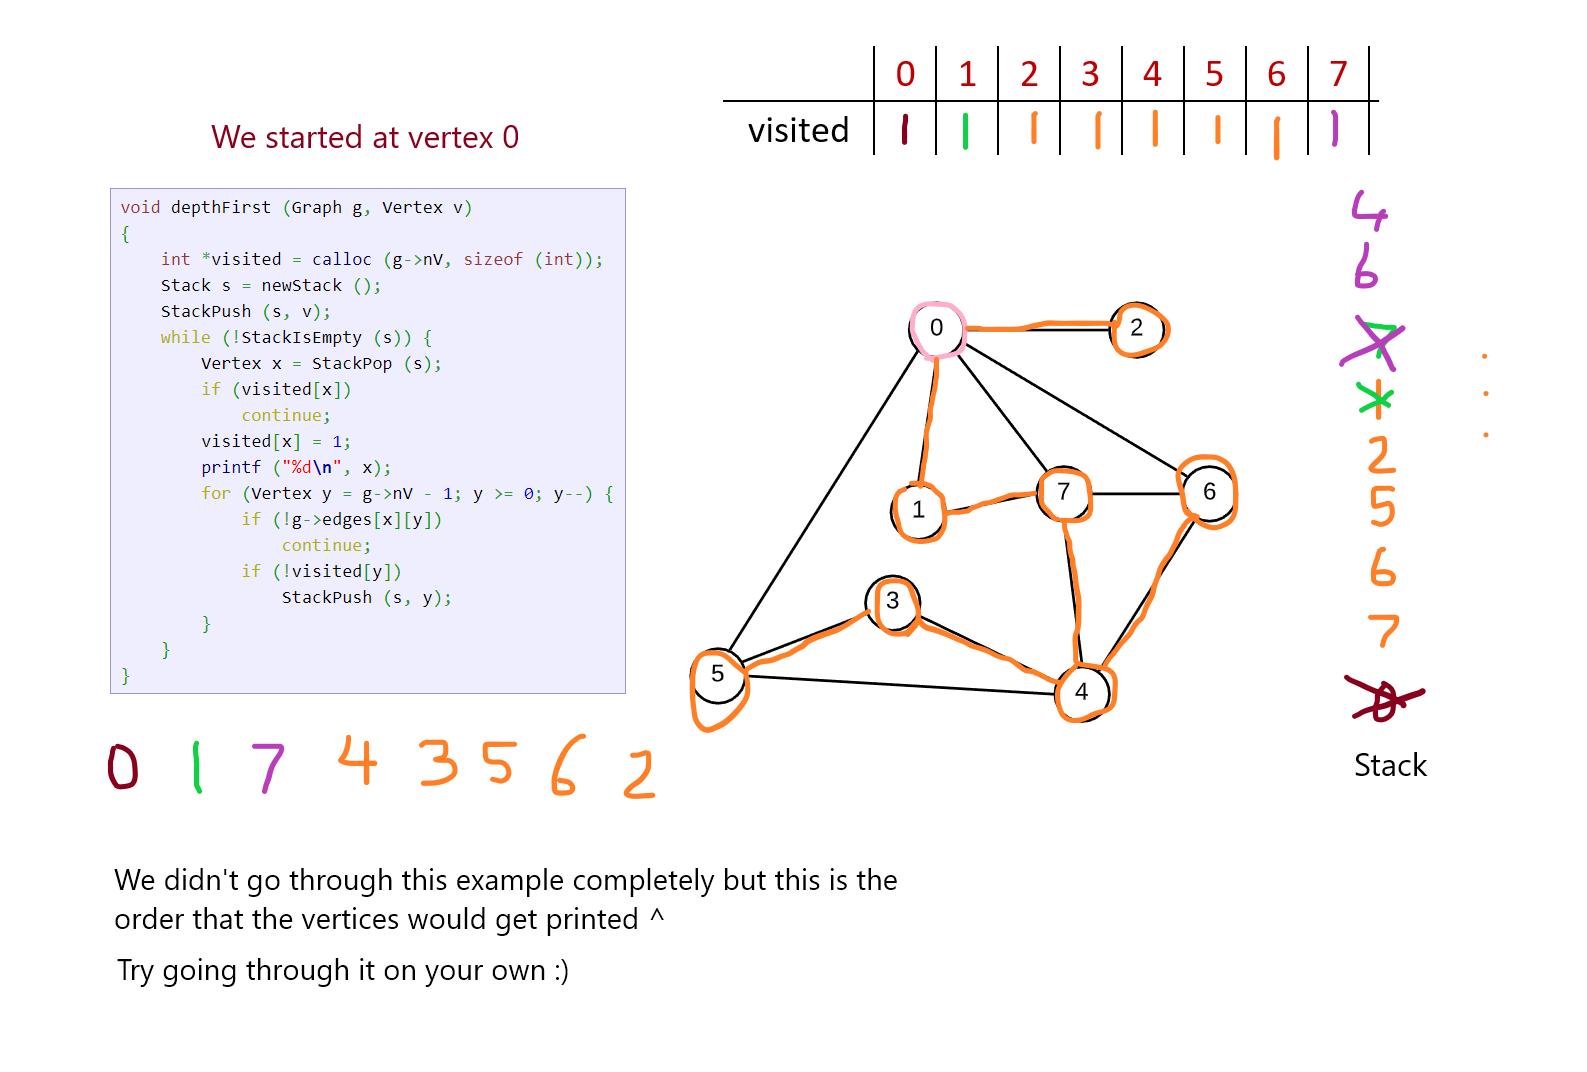 0 1 2 3 4 5 6 7
visited 1 1 1 1 1 1 1 1
We started at vertex 0
void depthFirst (Graph g, Vertex v)
{
    int *visited = calloc (g->nV, sizeof (int));
    Stack s = newStack ();
    StackPush (s, v);
    while (!StackIsEmpty (s)) {
        Vertex x = StackPop (s);
        if (visited[x])
            continue;
        visited[x] = 1;
        printf ("%d\n", x);
        for (Vertex y = g->nV - 1; y >= 0; y--) {
            if (!g->edges[x][y])
                continue;
            if (!visited[y])
                StackPush (s, y);
        }
    }
}
0 2
1 7 6
3
5 4
4
6
7
1
2
5
6
7
0
Stack
0 1 7 4 3 5 6 2
We didn't go through this example completely but this is the
order that the vertices would get printed ^
Try going through it on your own :)